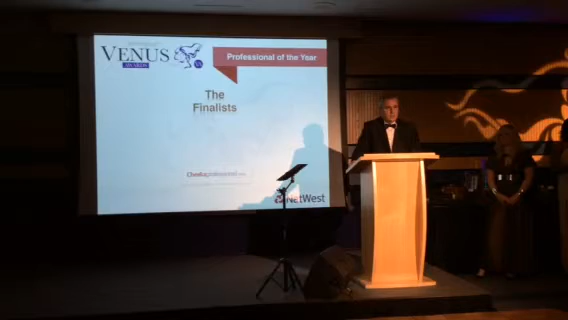 VENUS
AWARDS
Professional of the Year
The
Finalists
NatWest